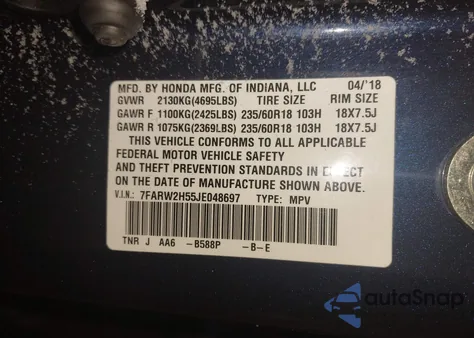 MFD. BY HONDA MFG. OF INDIANA, LLC 04/'18
GVWR 2130KG(4695LBS) TIRE SIZE RIM SIZE
GAWR F 1100KG(2425LBS) 235/60R18 103H 18X7.5J
GAWR R 1075KG(2369LBS) 235/60R18 103H 18X7.5J
THIS VEHICLE CONFORMS TO ALL APPLICABLE
FEDERAL MOTOR VEHICLE SAFETY
AND THEFT PREVENTION STANDARDS IN EFFECT
ON THE DATE OF MANUFACTURE SHOWN ABOVE.
V.I.N.: 7FARW2H55JE048697 TYPE: MPV
TNR J AA6 -B588P -B-E
autoSnap